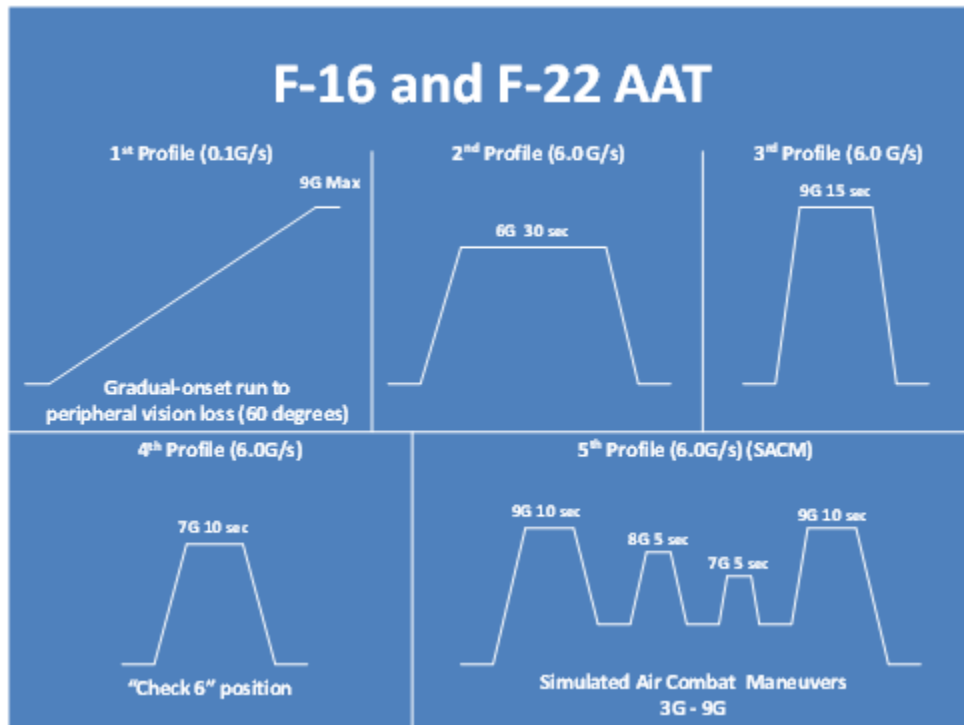 F-16 and F-22 AAT
1st Profile (0.1G/s)
9G Max
Gradual-onset run to
peripheral vision loss (60 degrees)
2nd Profile (6.0 G/s)
6G 30 sec
3rd Profile (6.0 G/s)
9G 15 sec
4th Profile (6.0G/s)
7G 10 sec
"Check 6" position
5th Profile (6.0G/s) (SACM)
9G 10 sec
8G 5 sec
7G 5 sec
9G 10 sec
Simulated Air Combat Maneuvers
3G - 9G